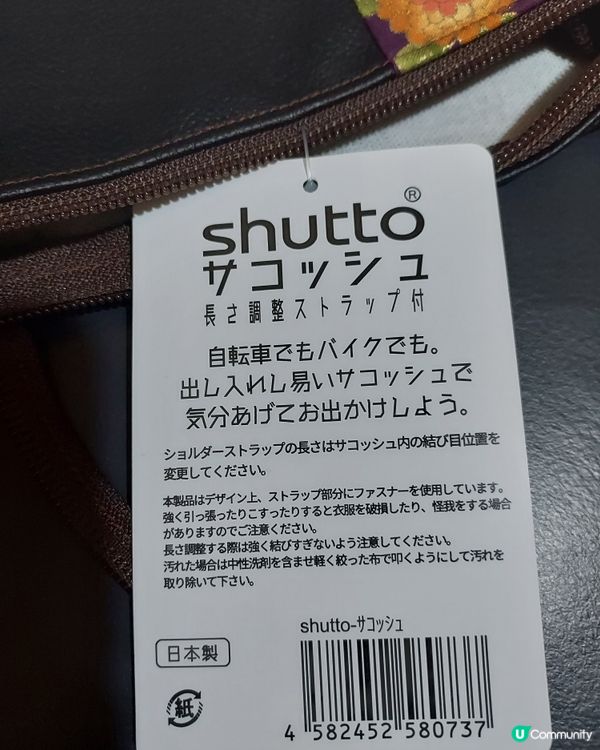 shutto®
サコッシュ
長さ調整ストラップ付
自転車でもバイクでも。
出し入れし易いサコッシュで
気分あげてお出かけしよう。
ショルダーストラップの長さはサコッシュ内の結び目位置を
変更してください。
本製品はデザイン上、ストラップ部分にファスナーを使用しています。
強く引っ張ったりこすったりすると衣服を破損したり、怪我をする場合
がありますのでご注意ください。
長さ調整する際は強く結びすぎないよう注意してください。
汚れた場合は中性洗剤を含ませ軽く絞った布で叩くようにして汚れを
取り除いて下さい。
shutto-サコッシュ
日本製
紙
4 582452 580737
U Community